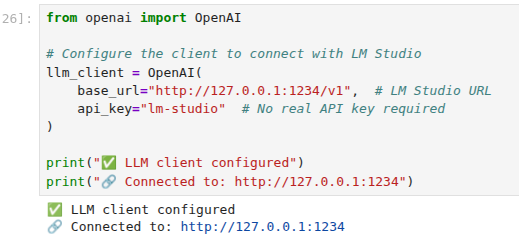 26]:
from openai import OpenAI
# Configure the client to connect with LM Studio
llm_client = OpenAI(
    base_url="http://127.0.0.1:1234/v1",  # LM Studio URL
    api_key="lm-studio"  # No real API key required
)
print("✅ LLM client configured")
print("🔗 Connected to: http://127.0.0.1:1234")
✅ LLM client configured
🔗 Connected to: http://127.0.0.1:1234